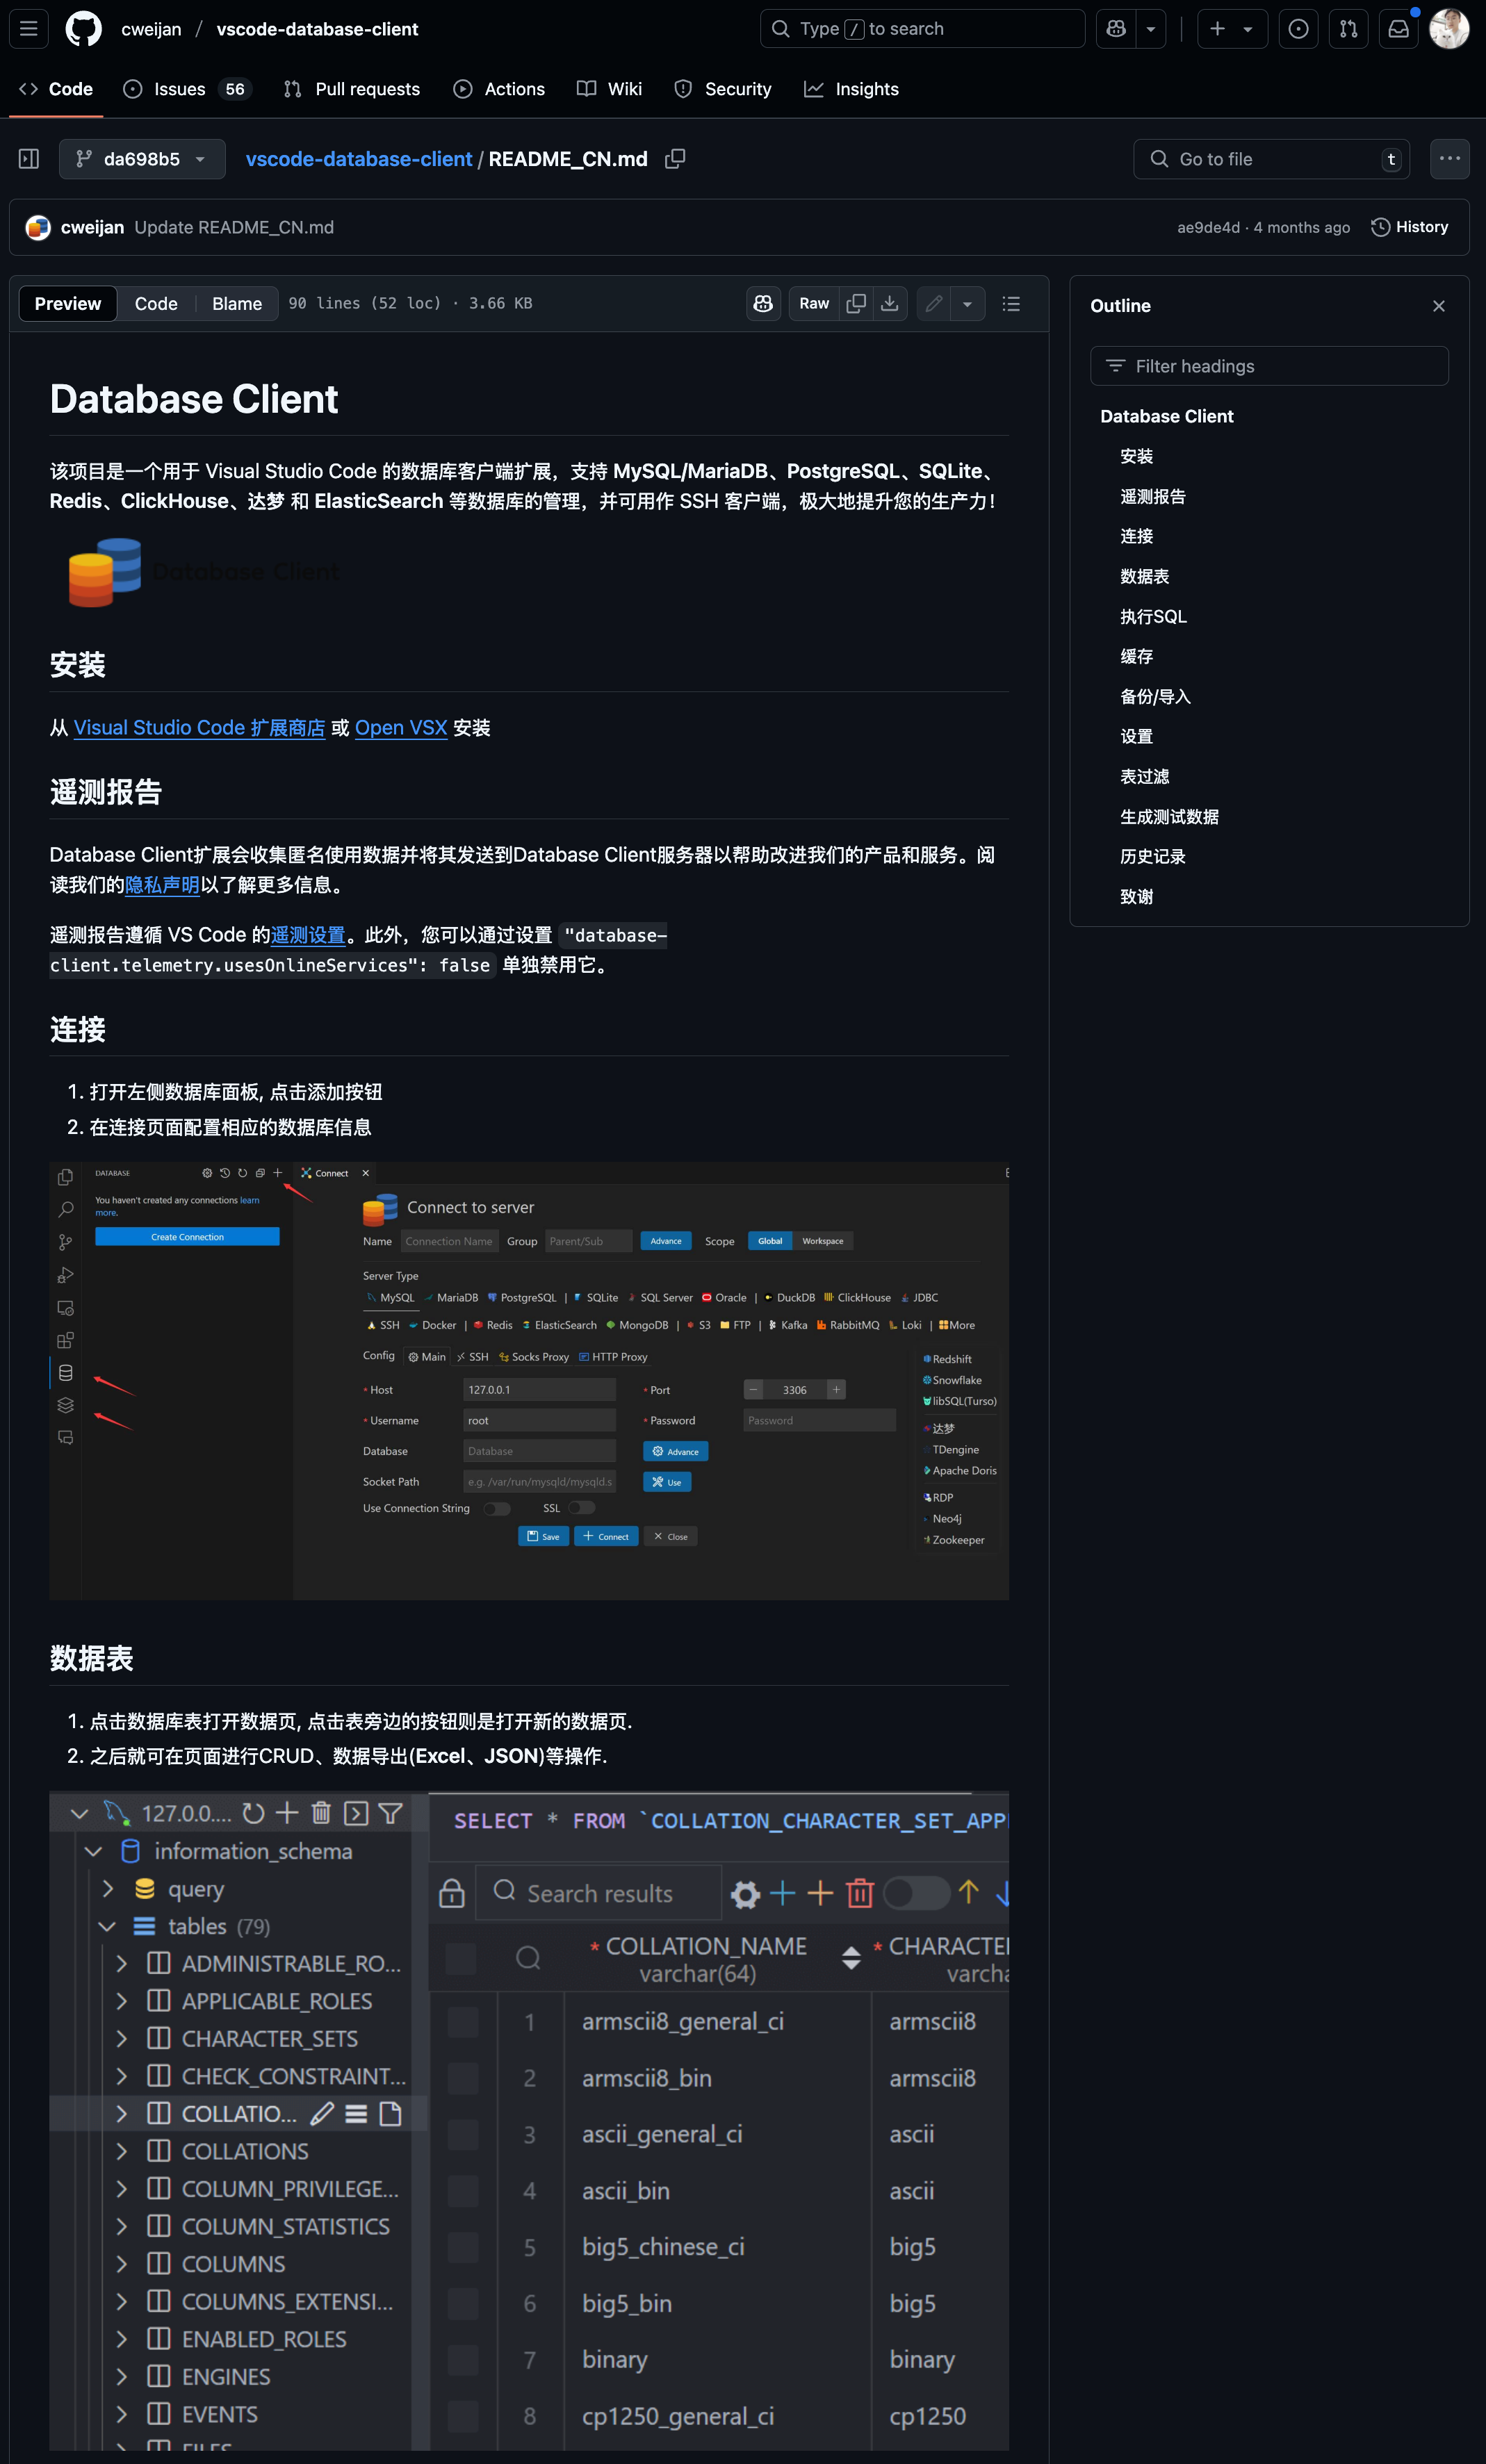 cweijan / vscode-database-client
Type / to search
Code
Issues 56
Pull requests
Actions
Wiki
Security
Insights
da698b5
vscode-database-client / README_CN.md
Go to file t
cweijan Update README_CN.md
ae9de4d · 4 months ago
History
Preview Code Blame 90 lines (52 loc) · 3.66 KB
Raw
Database Client
该项目是一个用于 Visual Studio Code 的数据库客户端扩展，支持 MySQL/MariaDB、PostgreSQL、SQLite、
Redis、ClickHouse、达梦 和 ElasticSearch 等数据库的管理，并可用作 SSH 客户端，极大地提升您的生产力！
Database Client
安装
从 Visual Studio Code 扩展商店 或 Open VSX 安装
遥测报告
Database Client扩展会收集匿名使用数据并将其发送到Database Client服务器以帮助改进我们的产品和服务。阅
读我们的隐私声明以了解更多信息。
遥测报告遵循 VS Code 的遥测设置。此外，您可以通过设置 "database-
client.telemetry.usesOnlineServices": false 单独禁用它。
连接
1. 打开左侧数据库面板, 点击添加按钮
2. 在连接页面配置相应的数据库信息
DATABASE
You haven't created any connections learn
more.
Create Connection
Connect
Connect to server
Name Connection Name Group Parent/Sub Advance Scope Global Workspace
Server Type
MySQL MariaDB PostgreSQL | SQLite SQL Server Oracle | DuckDB ClickHouse JDBC
SSH Docker | Redis ElasticSearch MongoDB | S3 FTP | Kafka RabbitMQ Loki | More
Config Main SSH Socks Proxy HTTP Proxy
* Host 127.0.0.1 * Port 3306
* Username root * Password Password
Database Database Advance
Socket Path e.g. /var/run/mysqld/mysqld.s Use
Use Connection String SSL
Save Connect Close
Redshift
Snowflake
libSQL(Turso)
达梦
TDengine
Apache Doris
RDP
Neo4j
Zookeeper
数据表
1. 点击数据库表打开数据页, 点击表旁边的按钮则是打开新的数据页.
2. 之后就可在页面进行CRUD、数据导出(Excel、JSON)等操作.
127.0.0....
information_schema
query
tables (79)
ADMINISTRABLE_RO...
APPLICABLE_ROLES
CHARACTER_SETS
CHECK_CONSTRAINT...
COLLATIO...
COLLATIONS
COLUMN_PRIVILEGE...
COLUMN_STATISTICS
COLUMNS
COLUMNS_EXTENSI...
ENABLED_ROLES
ENGINES
EVENTS
FILES
SELECT * FROM `COLLATION_CHARACTER_SET_APPI
Search results
* COLLATION_NAME * CHARACTER
varchar(64) varcha
1 armscii8_general_ci armscii8
2 armscii8_bin armscii8
3 ascii_general_ci ascii
4 ascii_bin ascii
5 big5_chinese_ci big5
6 big5_bin big5
7 binary binary
8 cp1250_general_ci cp1250
Outline
Filter headings
Database Client
安装
遥测报告
连接
数据表
执行SQL
缓存
备份/导入
设置
表过滤
生成测试数据
历史记录
致谢